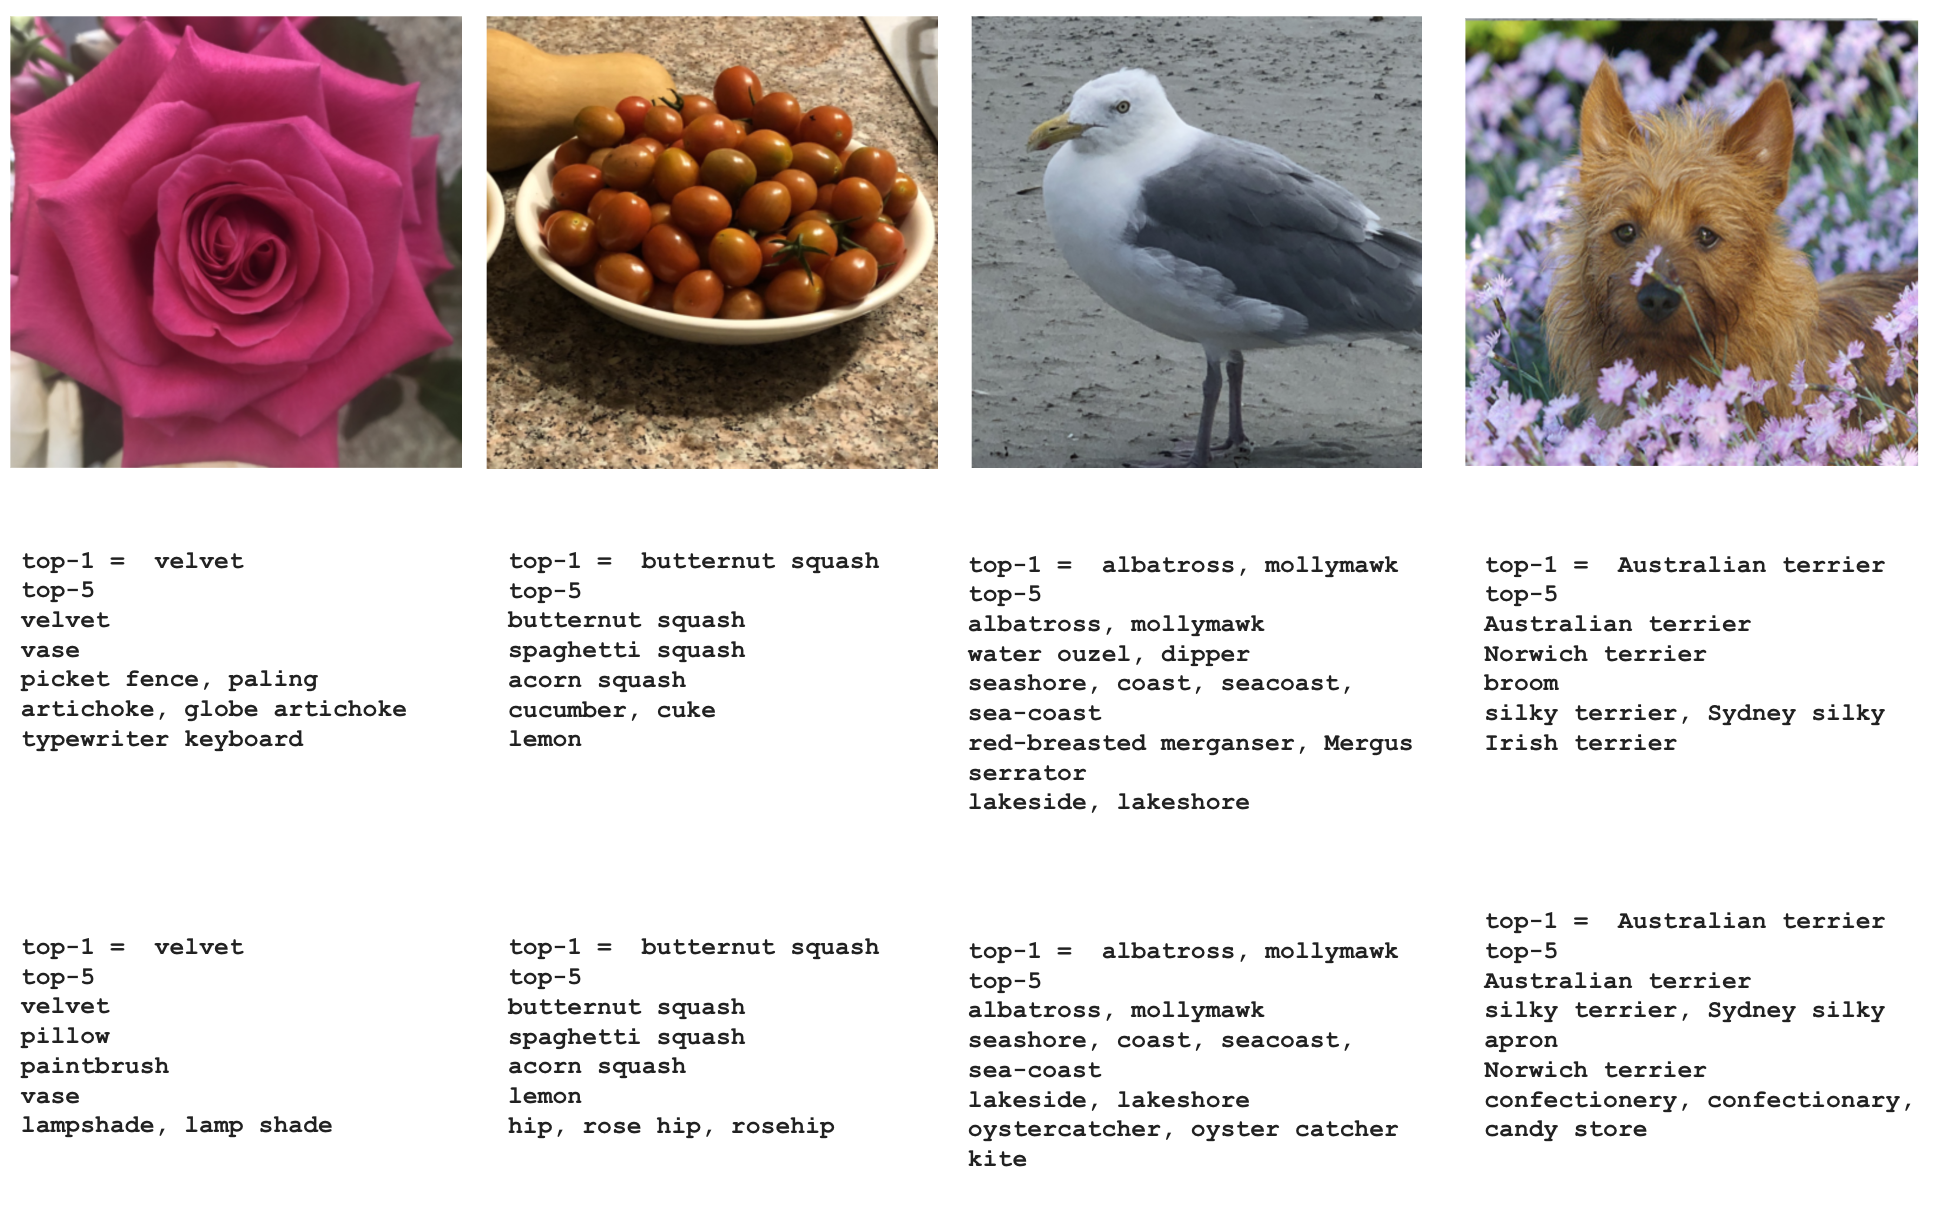 top-1 =  velvet
top-5
velvet
vase
picket fence, paling
artichoke, globe artichoke
typewriter keyboard
top-1 =  butternut squash
top-5
butternut squash
spaghetti squash
acorn squash
cucumber, cuke
lemon
top-1 =  albatross, mollymawk
top-5
albatross, mollymawk
water ouzel, dipper
seashore, coast, seacoast,
sea-coast
red-breasted merganser, Mergus
serrator
lakeside, lakeshore
top-1 =  Australian terrier
top-5
Australian terrier
Norwich terrier
broom
silky terrier, Sydney silky
Irish terrier
top-1 =  velvet
top-5
velvet
pillow
paintbrush
vase
lampshade, lamp shade
top-1 =  butternut squash
top-5
butternut squash
spaghetti squash
acorn squash
lemon
hip, rose hip, rosehip
top-1 =  albatross, mollymawk
top-5
albatross, mollymawk
seashore, coast, seacoast,
sea-coast
lakeside, lakeshore
oystercatcher, oyster catcher
kite
top-1 =  Australian terrier
top-5
Australian terrier
silky terrier, Sydney silky
apron
Norwich terrier
confectionery, confectionary,
candy store